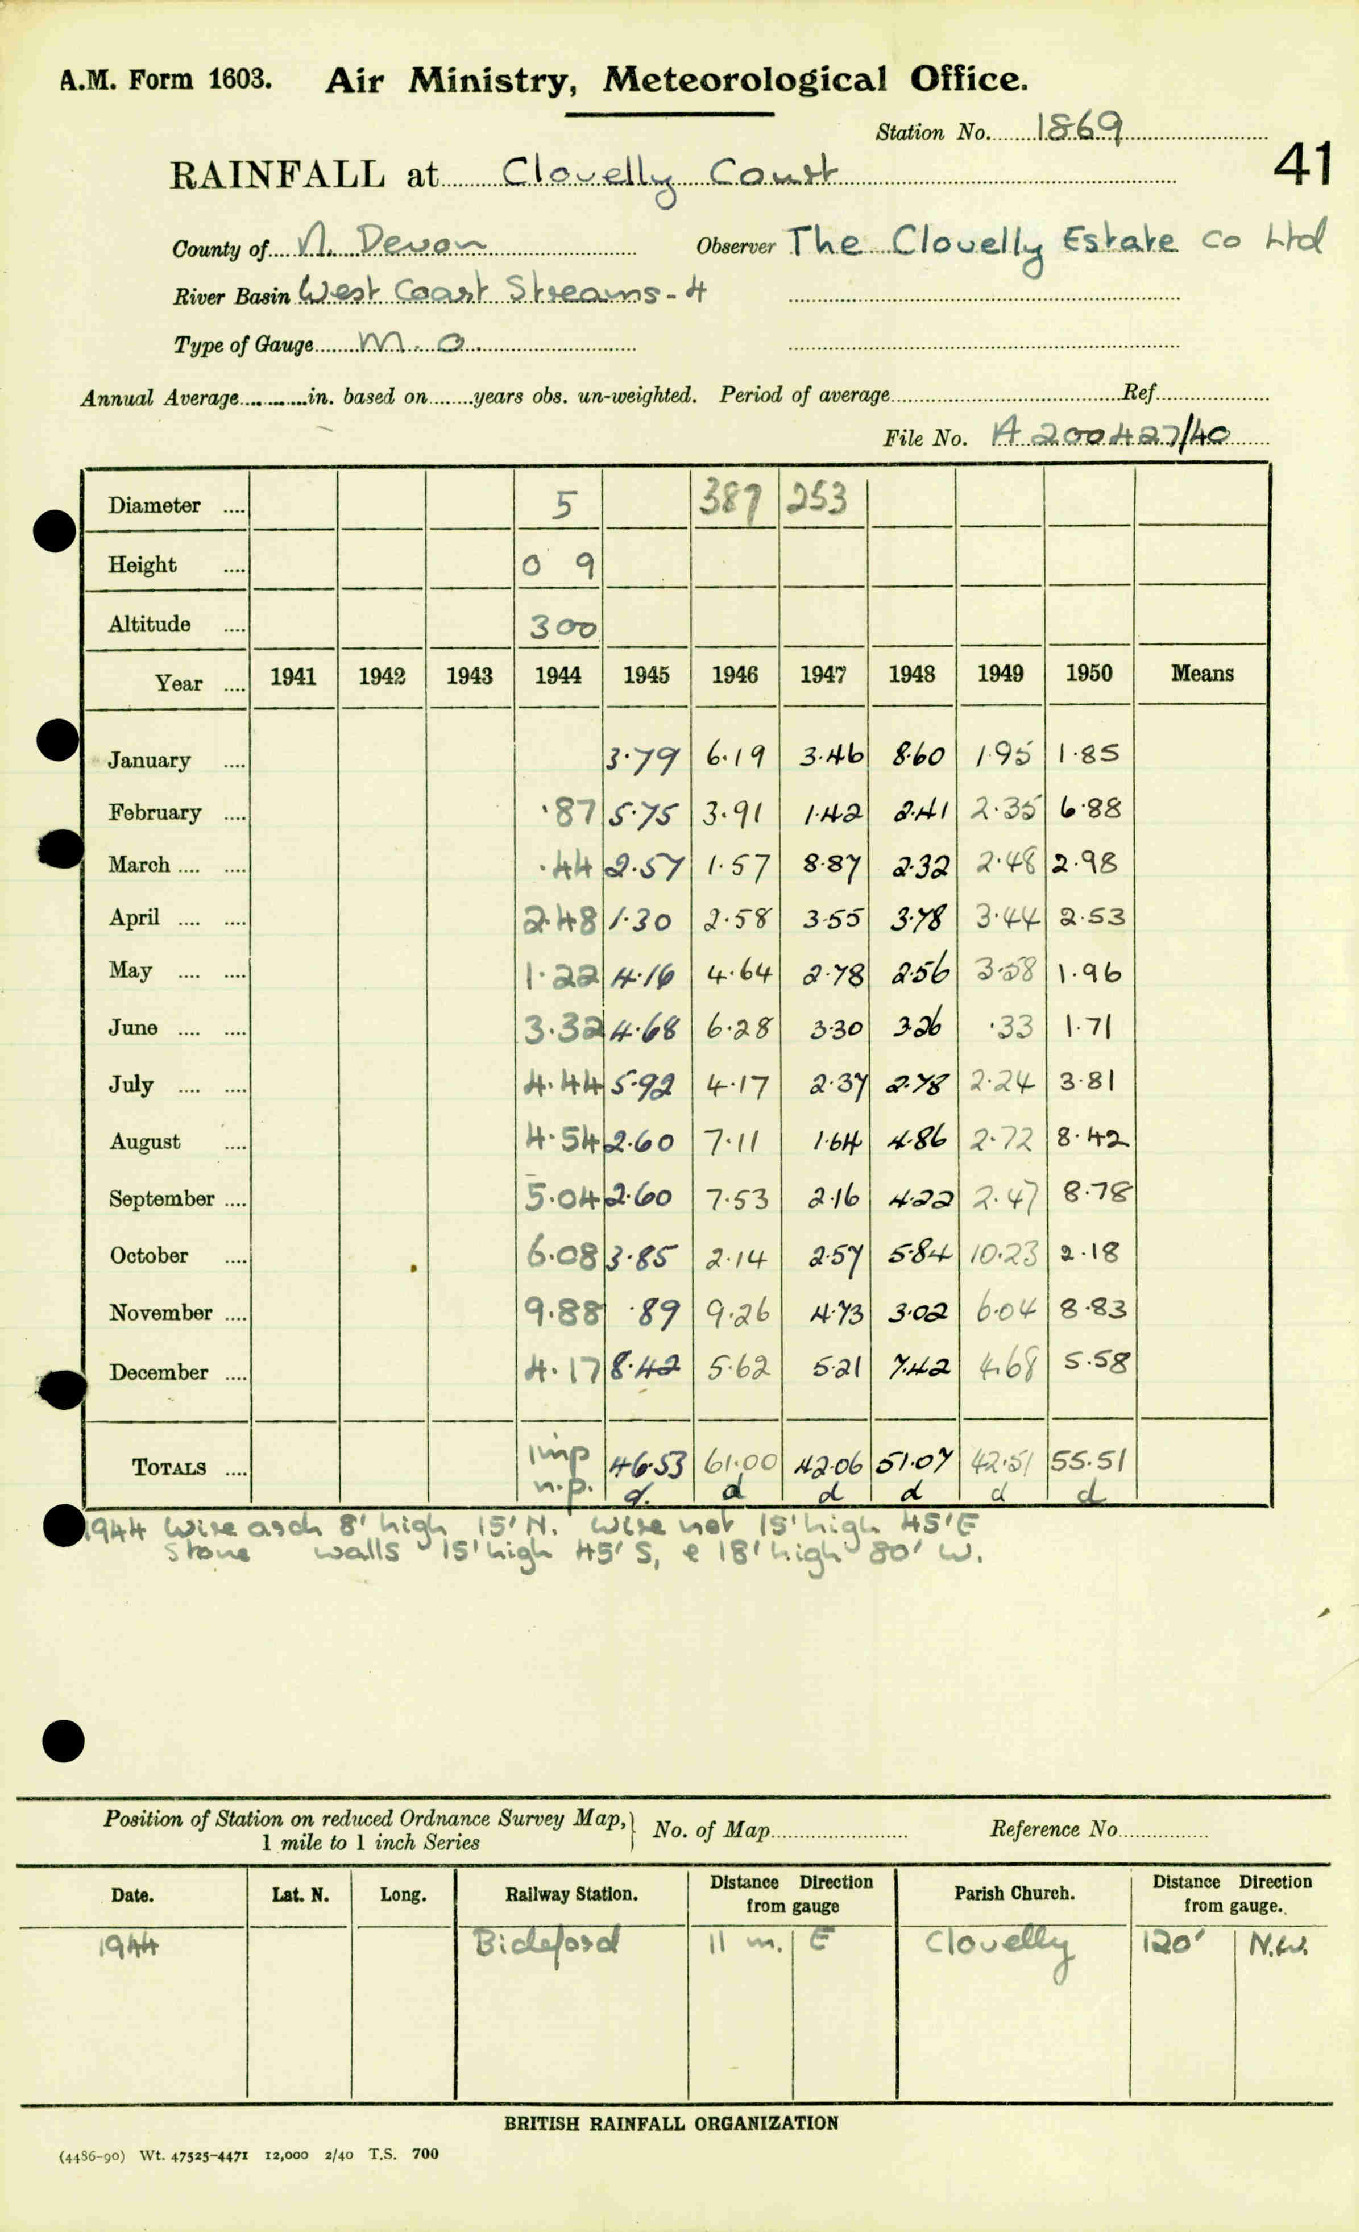 A.M. Form 1603. Air Ministry, Meteorological Office.
Station No. 1869
41
RAINFALL at Clovelly Court
County of N. Devon Observer The Clovelly Estate Co Ltd
River Basin West Coast Streams - 4
Type of Gauge M.O.
Annual Average in. based on years obs. un-weighted. Period of average Ref.
File No. A 200427/40
Diameter 5 387 253
Height 0 9
Altitude 300
Year 1941 1942 1943 1944 1945 1946 1947 1948 1949 1950 Means
January 3.79 6.19 3.46 8.60 1.95 1.85
February .87 5.75 3.91 1.42 2.41 2.35 6.88
March .44 2.57 1.57 8.87 2.32 2.48 2.98
April 2.48 1.30 2.58 3.55 3.78 3.44 2.53
May 1.22 4.16 4.64 2.78 2.56 3.58 1.96
June 3.32 4.68 6.28 3.30 3.26 .33 1.71
July 4.44 5.92 4.17 2.37 2.78 2.24 3.81
August 4.54 2.60 7.11 1.64 4.86 2.72 8.42
September 5.04 2.60 7.53 2.16 4.22 2.47 8.78
October 6.08 3.85 2.14 2.57 5.84 10.23 2.18
November 9.88 .89 9.26 4.73 3.02 6.04 8.83
December 4.17 8.42 5.62 5.21 7.42 4.68 5.58
TOTALS imp 46.53 61.00 42.06 51.07 42.51 55.51
n.p. d. d d d d d
1944 Wire arch 8' high 15' N. Wire net 15' high 45' E
Stone walls 15' high 45' S, & 18' high 80' W.
Position of Station on reduced Ordnance Survey Map, 1 mile to 1 inch Series No. of Map Reference No.
Date. Lat. N. Long. Railway Station. Distance Direction from gauge Parish Church. Distance Direction from gauge.
1944 Bideford 11 m. E Clovelly 120' N.W.
BRITISH RAINFALL ORGANIZATION
(4486-90) Wt. 47525-4471 12,000 2/40 T.S. 700